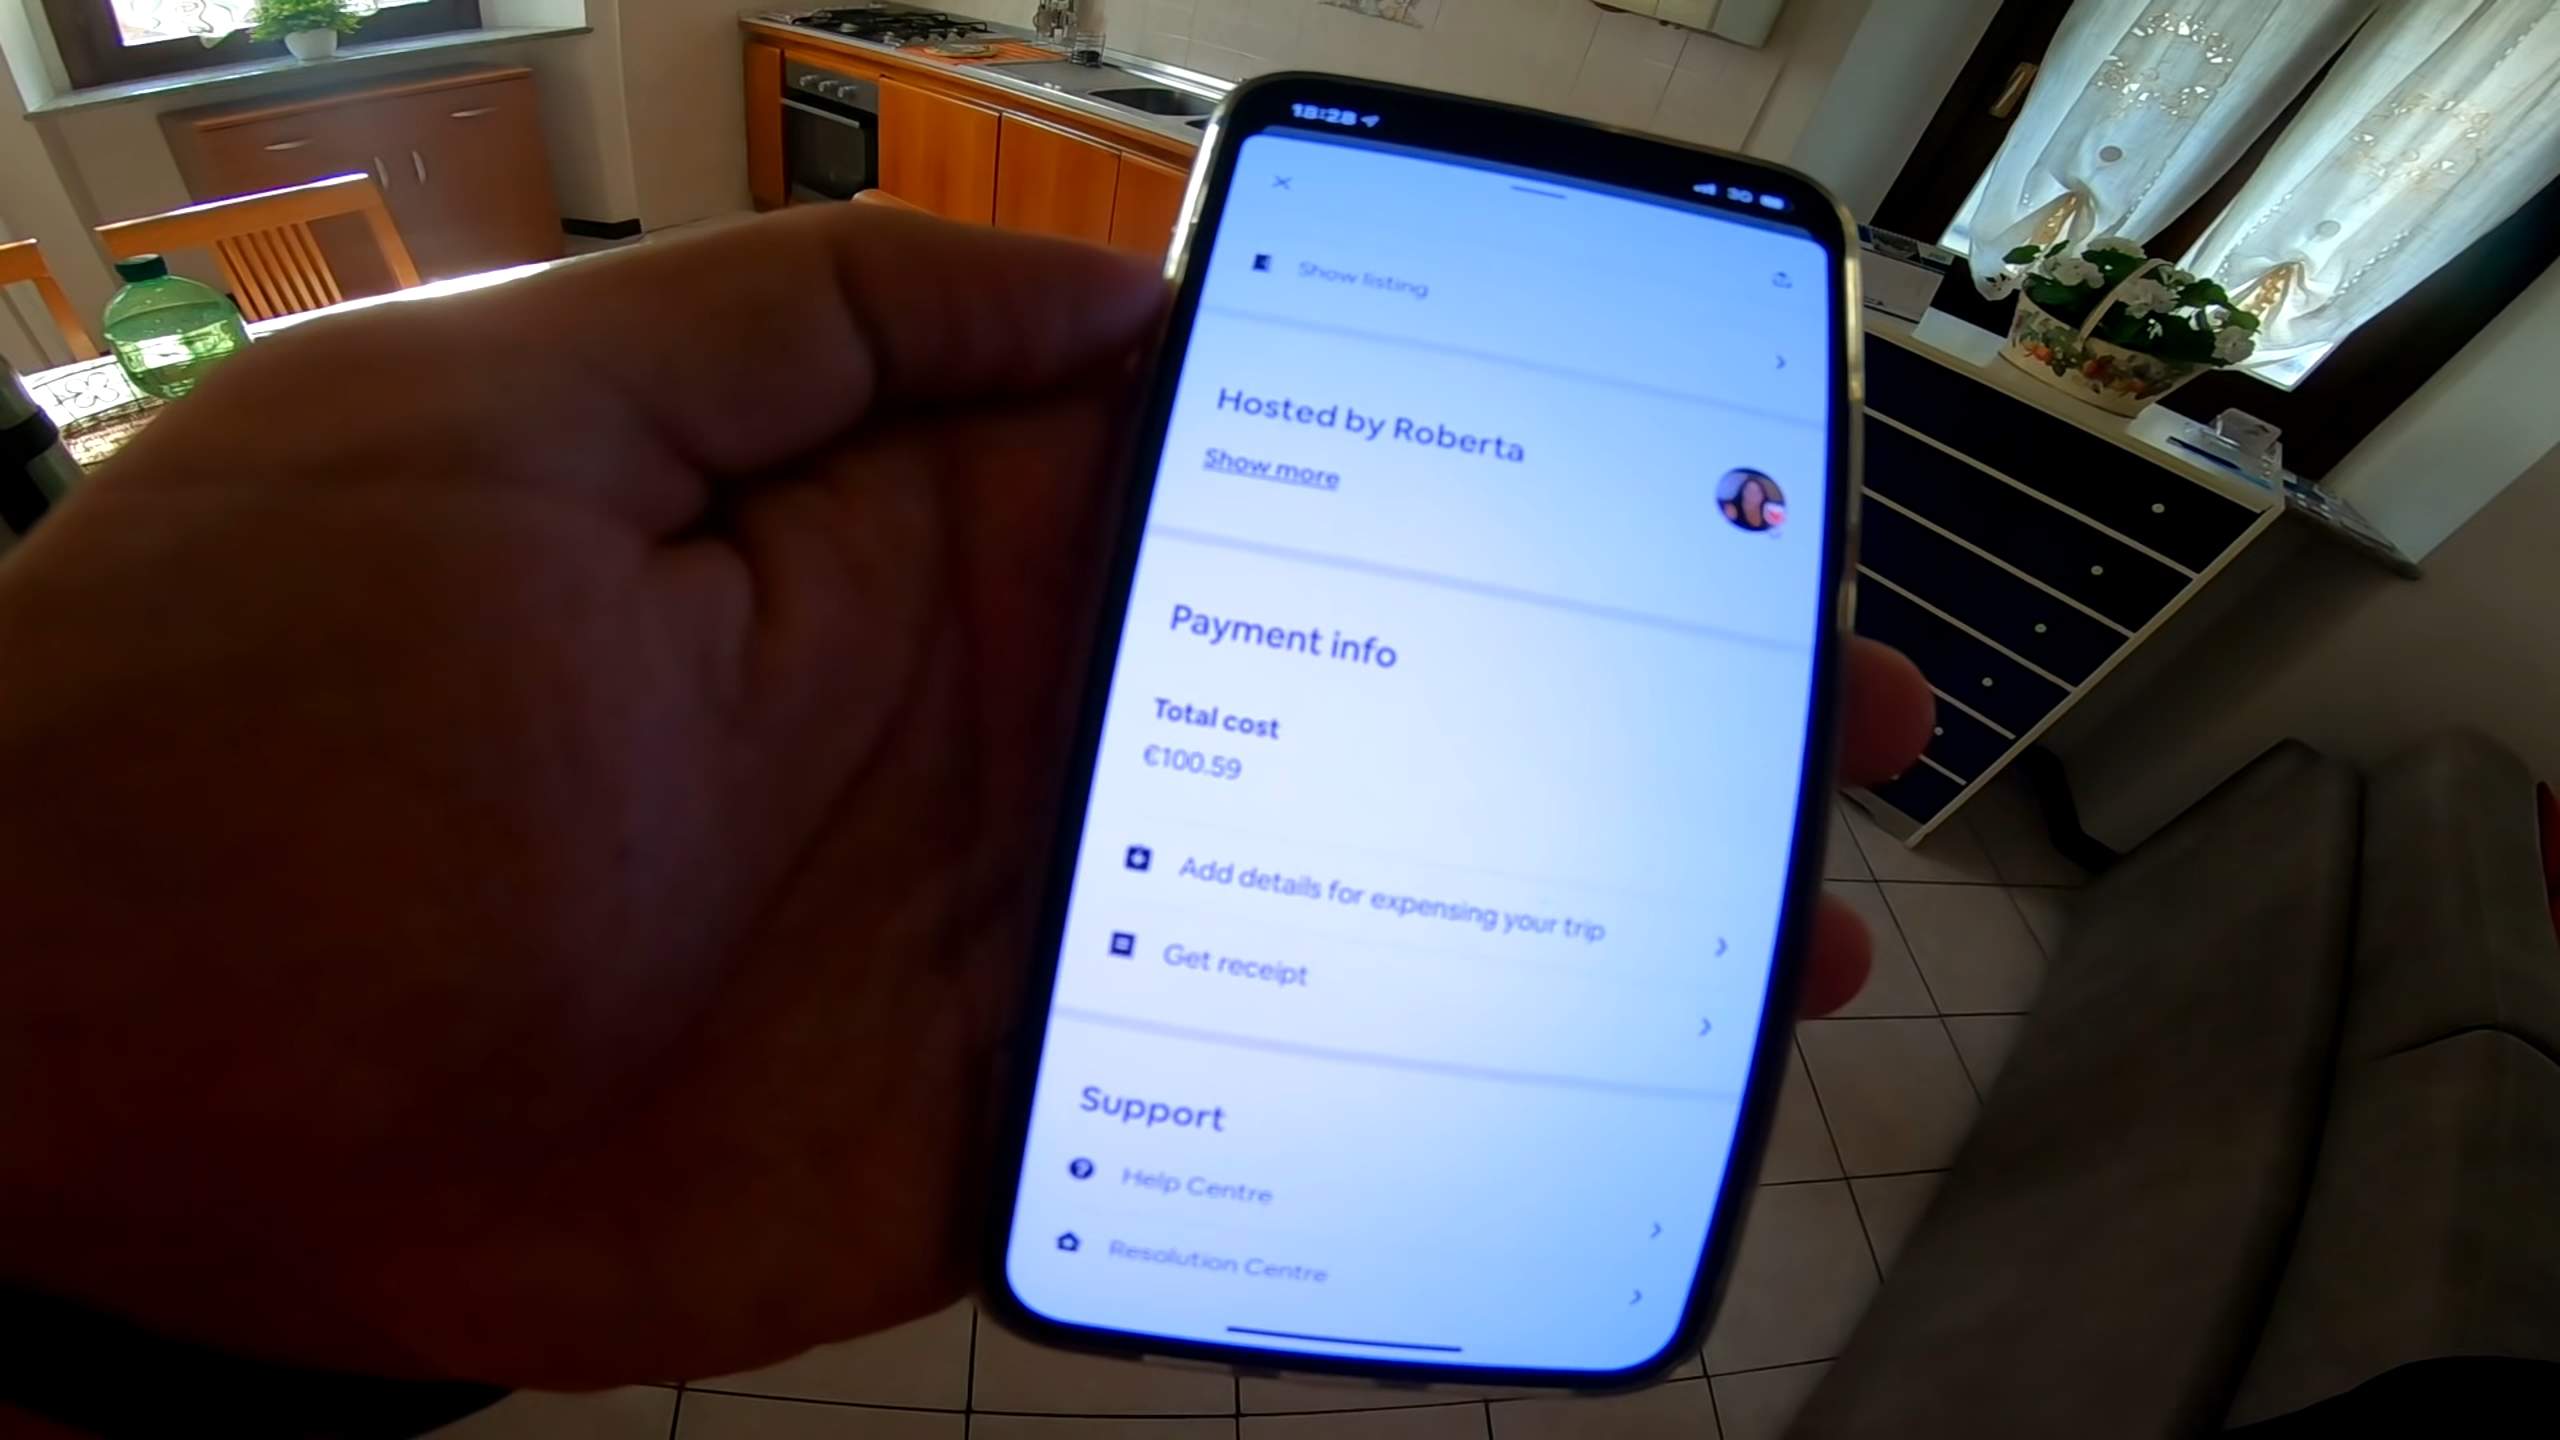 18:28
3G
Show listing
Hosted by Roberta
Show more
Payment info
Total cost
€100.59
Add details for expensing your trip
Get receipt
Support
Help Centre
Resolution Centre